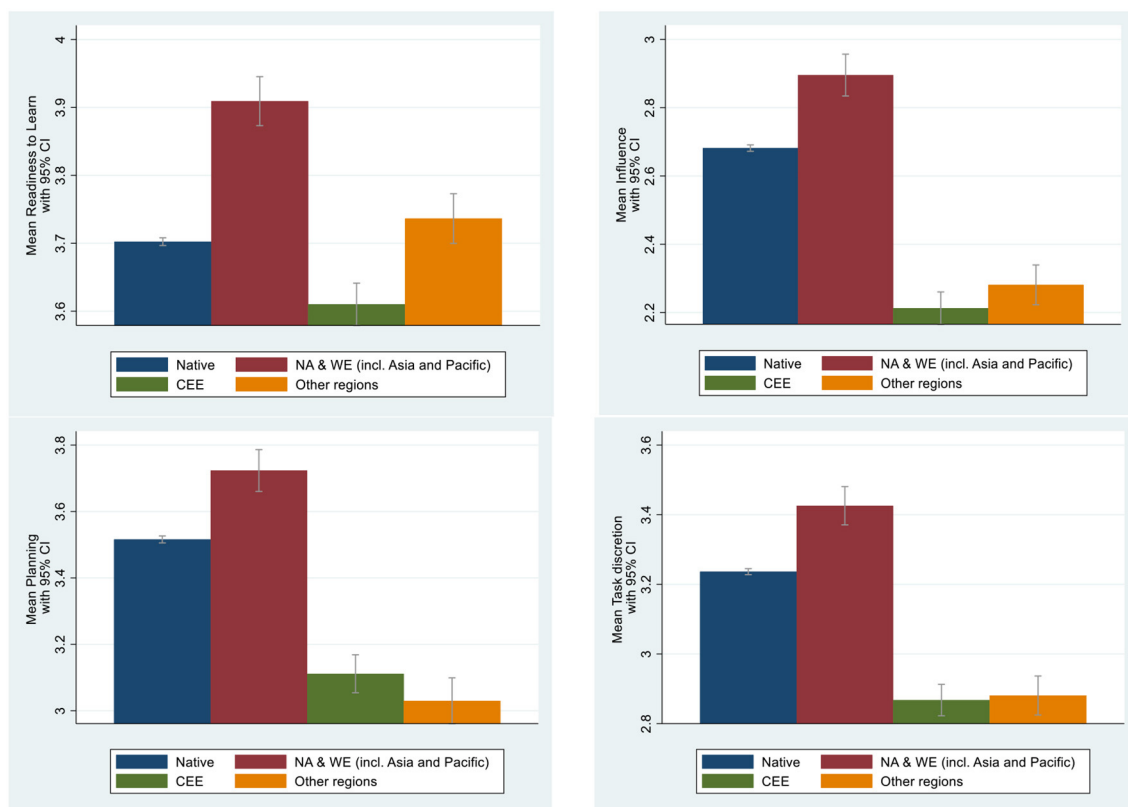 Mean Readiness to Learn
with 95% CI
4
3.9
3.8
3.7
3.6
Native
NA & WE (incl. Asia and Pacific)
CEE
Other regions
Mean Influence
with 95% CI
3
2.8
2.6
2.4
2.2
Native
NA & WE (incl. Asia and Pacific)
CEE
Other regions
Mean Planning
with 95% CI
3.8
3.6
3.4
3.2
3
Native
NA & WE (incl. Asia and Pacific)
CEE
Other regions
Mean Task discretion
with 95% CI
3.6
3.4
3.2
3
2.8
Native
NA & WE (incl. Asia and Pacific)
CEE
Other regions